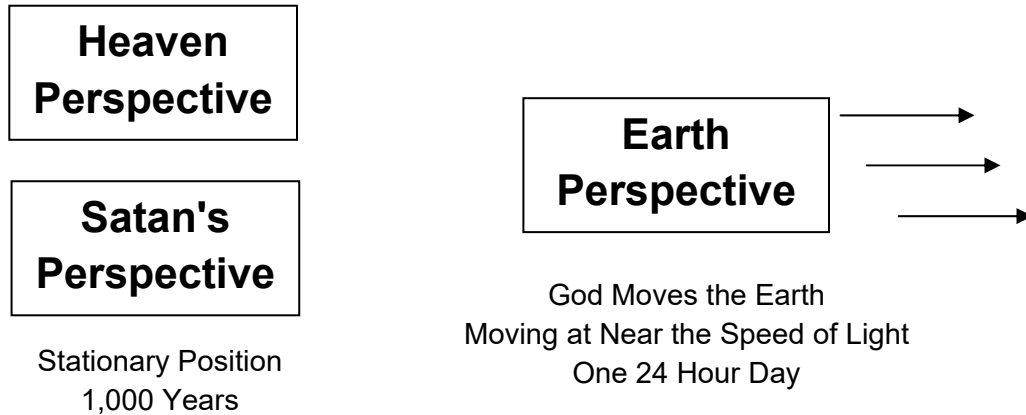 Heaven
Perspective
Satan's
Perspective
Stationary Position
1,000 Years
Earth
Perspective
God Moves the Earth
Moving at Near the Speed of Light
One 24 Hour Day